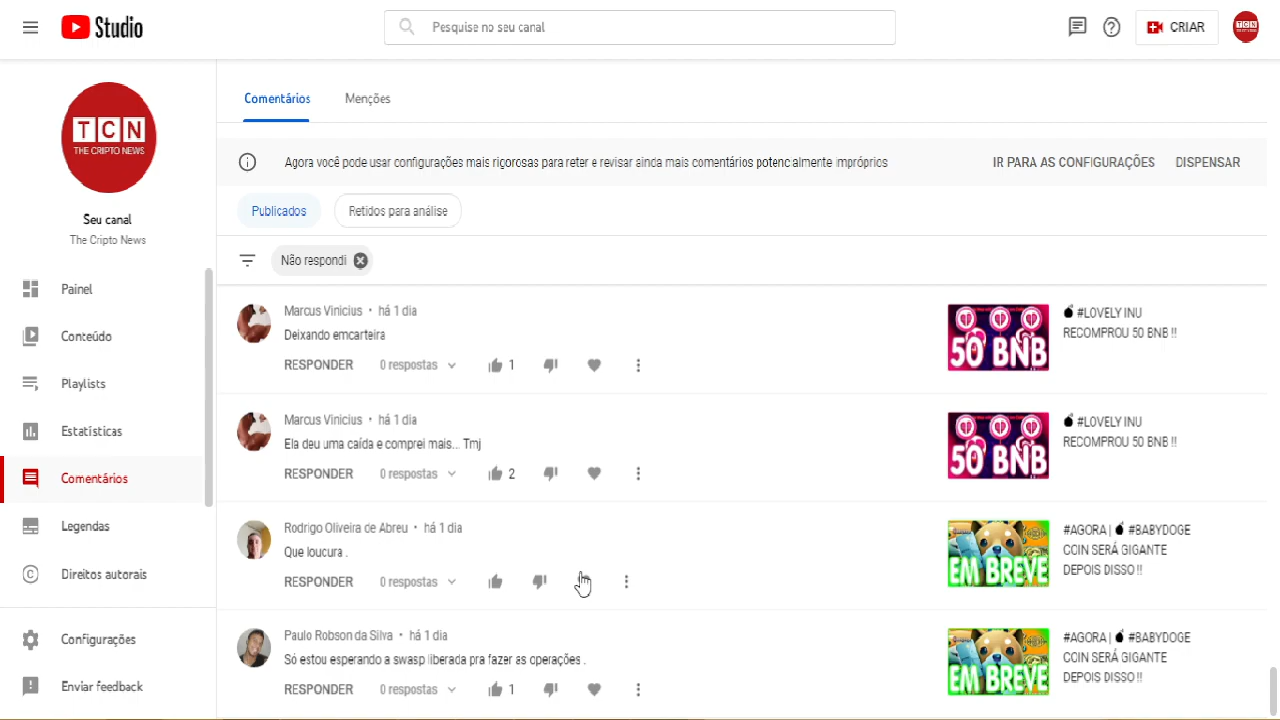 Studio
Pesquise no seu canal
CRIAR
TCN
TCN
THE CRIPTO NEWS
Seu canal
The Cripto News
Painel
Conteúdo
Playlists
Estatísticas
Comentários
Legendas
Direitos autorais
Configurações
Enviar feedback
Comentários
Menções
Agora você pode usar configurações mais rigorosas para reter e revisar ainda mais comentários potencialmente impróprios
IR PARA AS CONFIGURAÇÕES
DISPENSAR
Publicados
Retidos para análise
Não respondi
Marcus Vinicius • há 1 dia
Deixando emcarteira
RESPONDER 0 respostas 1
50 BNB
#LOVELY INU
RECOMPROU 50 BNB !!
Marcus Vinicius • há 1 dia
Ela deu uma caída e comprei mais... Tmj
RESPONDER 0 respostas 2
50 BNB
#LOVELY INU
RECOMPROU 50 BNB !!
Rodrigo Oliveira de Abreu • há 1 dia
Que loucura .
RESPONDER 0 respostas
EM BREVE
#AGORA | #BABYDOGE
COIN SERÁ GIGANTE
DEPOIS DISSO !!
Paulo Robson da Silva • há 1 dia
Só estou esperando a swasp liberada pra fazer as operações .
RESPONDER 0 respostas 1
EM BREVE
#AGORA | #BABYDOGE
COIN SERÁ GIGANTE
DEPOIS DISSO !!